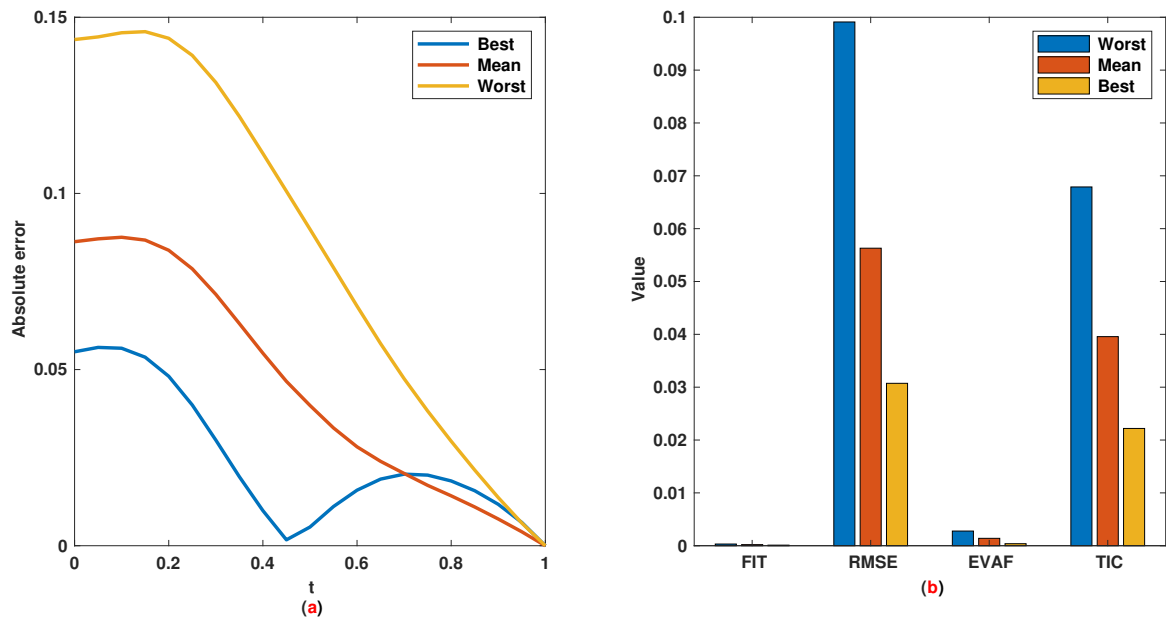 0.15
0.1
0.05
0
Absolute error
Best
Mean
Worst
0 0.2 0.4 0.6 0.8 1
t
(a)
0.1
0.09
0.08
0.07
0.06
0.05
0.04
0.03
0.02
0.01
0
Value
Worst
Mean
Best
FIT RMSE EVAF TIC
(b)